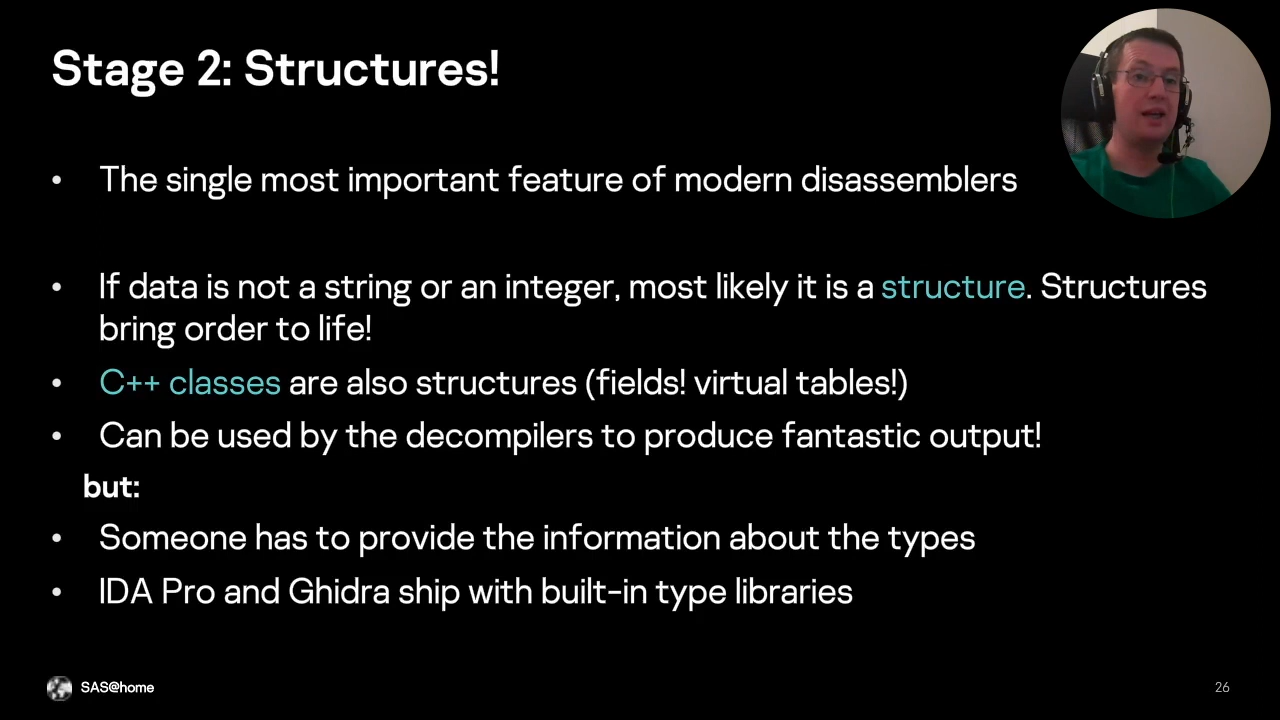 Stage 2: Structures!
• The single most important feature of modern disassemblers
• If data is not a string or an integer, most likely it is a structure. Structures
bring order to life!
• C++ classes are also structures (fields! virtual tables!)
• Can be used by the decompilers to produce fantastic output!
but:
• Someone has to provide the information about the types
• IDA Pro and Ghidra ship with built-in type libraries
SAS@home
26